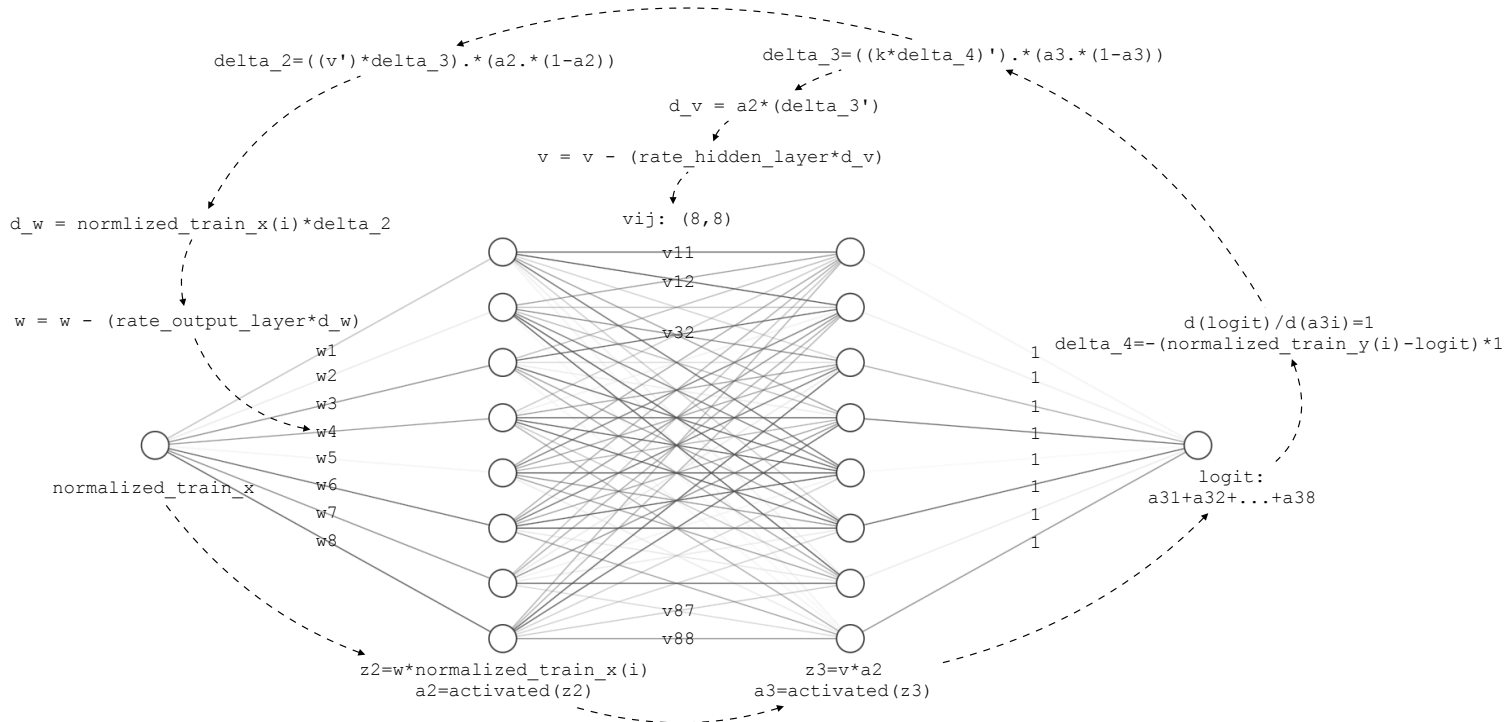 delta_2=((v')*delta_3).*(a2.*(1-a2))
delta_3=((k*delta_4)').*(a3.*(1-a3))
d_v = a2*(delta_3')
v = v - (rate_hidden_layer*d_v)
vij: (8,8)
d_w = normlized_train_x(i)*delta_2
w = w - (rate_output_layer*d_w)
v11
v12
v32
v87
v88
w1
w2
w3
w4
w5
w6
w7
w8
normalized_train_x
1
1
1
1
1
1
1
1
d(logit)/d(a3i)=1
delta_4=-(normalized_train_y(i)-logit)*1
logit:
a31+a32+...+a38
z2=w*normalized_train_x(i)
a2=activated(z2)
z3=v*a2
a3=activated(z3)